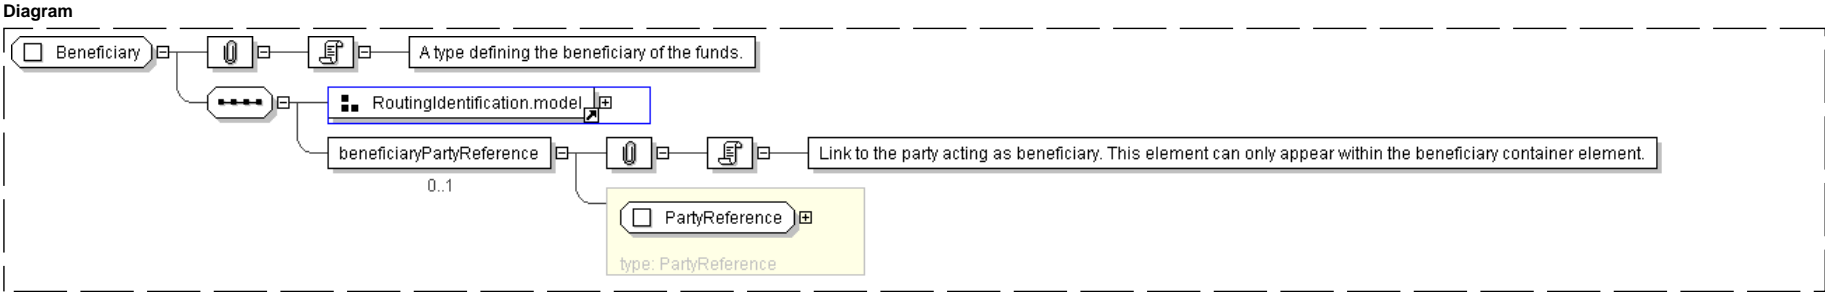 Diagram
Beneficiary
A type defining the beneficiary of the funds.
RoutingIdentification.model
beneficiaryPartyReference
Link to the party acting as beneficiary. This element can only appear within the beneficiary container element.
0..1
PartyReference
type: PartyReference